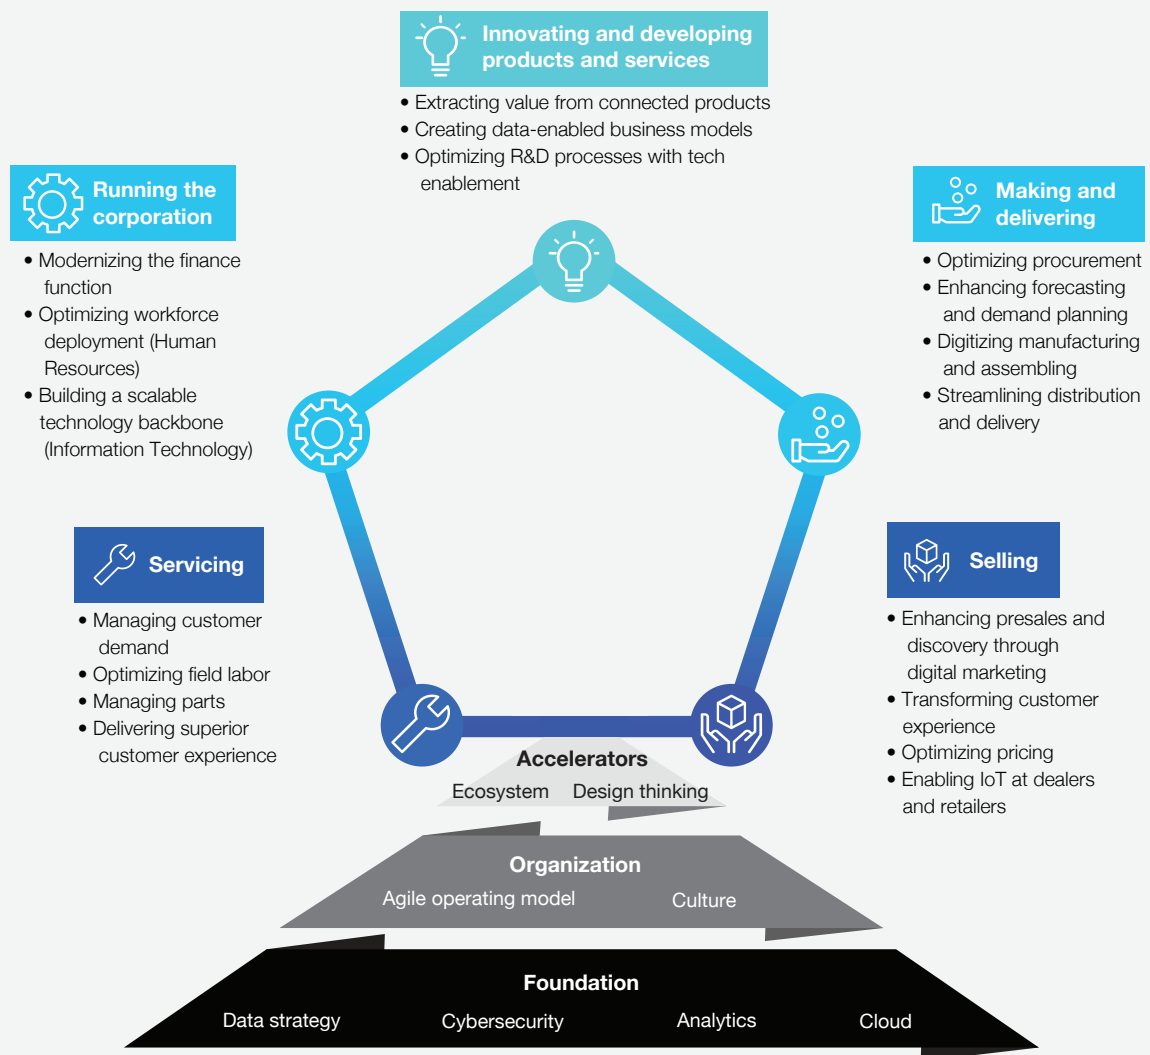 Innovating and developing
products and services
• Extracting value from connected products
• Creating data-enabled business models
• Optimizing R&D processes with tech
enablement
Running the
corporation
• Modernizing the finance
function
• Optimizing workforce
deployment (Human
Resources)
• Building a scalable
technology backbone
(Information Technology)
Making and
delivering
• Optimizing procurement
• Enhancing forecasting
and demand planning
• Digitizing manufacturing
and assembling
• Streamlining distribution
and delivery
Servicing
• Managing customer
demand
• Optimizing field labor
• Managing parts
• Delivering superior
customer experience
Selling
• Enhancing presales and
discovery through
digital marketing
• Transforming customer
experience
• Optimizing pricing
• Enabling IoT at dealers
and retailers
Accelerators
Ecosystem Design thinking
Organization
Agile operating model Culture
Foundation
Data strategy Cybersecurity Analytics Cloud